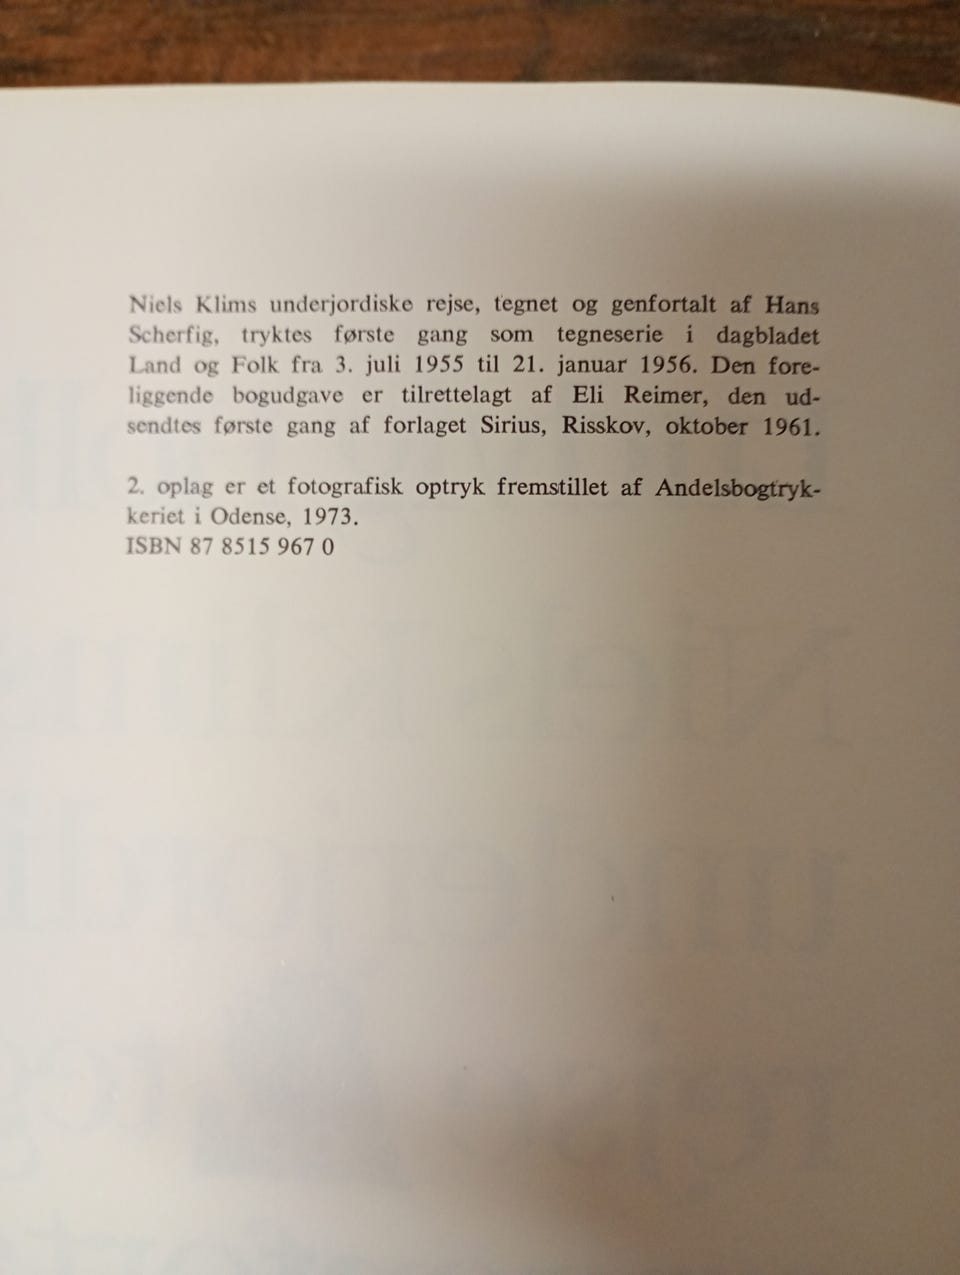 Niels Klims underjordiske rejse, tegnet og genfortalt af Hans
Scherfig, tryktes første gang som tegneserie i dagbladet
Land og Folk fra 3. juli 1955 til 21. januar 1956. Den fore-
liggende bogudgave er tilrettelagt af Eli Reimer, den ud-
sendtes første gang af forlaget Sirius, Risskov, oktober 1961.
2. oplag er et fotografisk optryk fremstillet af Andelsbogtryk-
keriet i Odense, 1973.
ISBN 87 8515 967 0